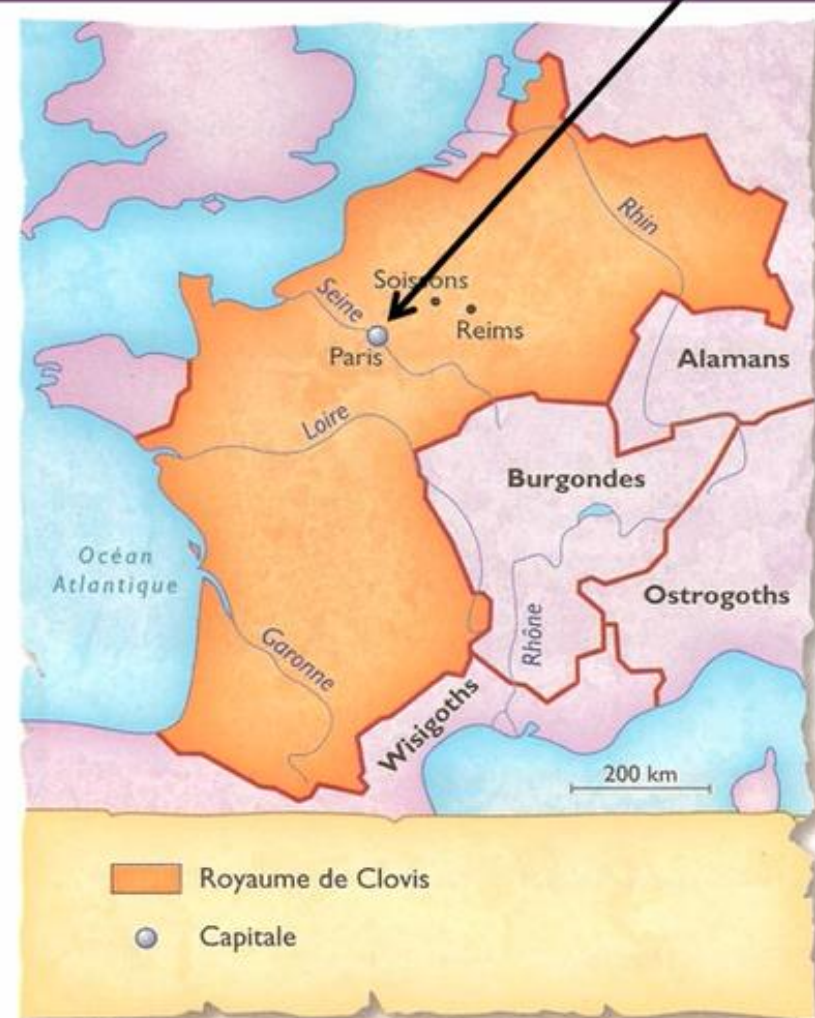 Rhin
Soissons
Seine
Reims
Paris
Alamans
Loire
Burgondes
Océan
Atlantique
Ostrogoths
Rhône
Garonne
Wisigoths
200 km
Royaume de Clovis
Capitale